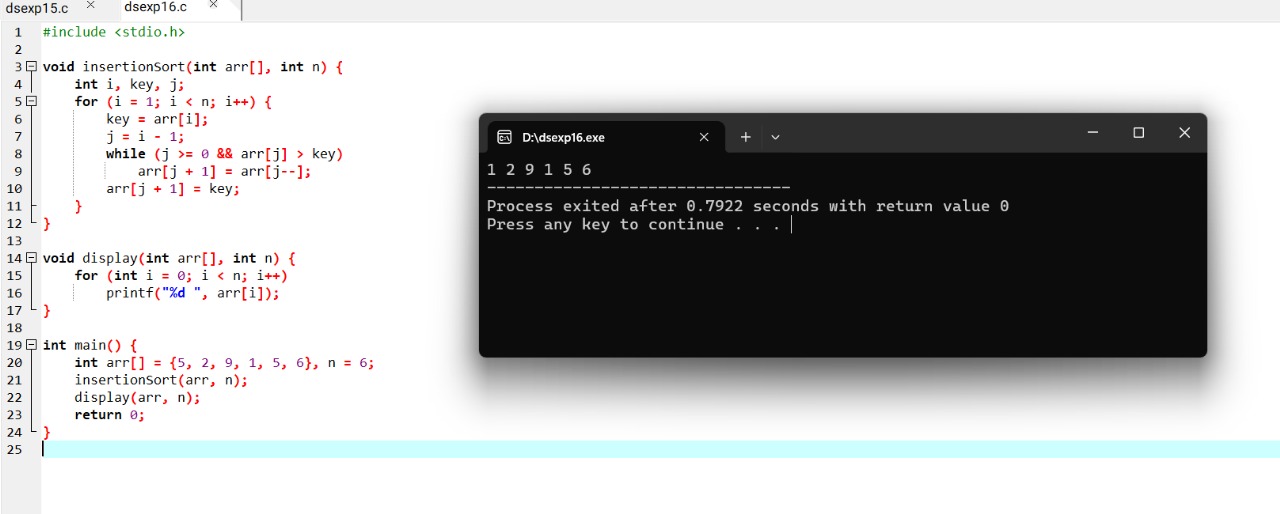 dsexp15.c × dsexp16.c ×
1 #include <stdio.h>
2
3 void insertionSort(int arr[], int n) {
4     int i, key, j;
5     for (i = 1; i < n; i++) {
6         key = arr[i];
7         j = i - 1;
8         while (j >= 0 && arr[j] > key)
9             arr[j + 1] = arr[j--];
10         arr[j + 1] = key;
11     }
12 }
13
14 void display(int arr[], int n) {
15     for (int i = 0; i < n; i++)
16         printf("%d ", arr[i]);
17 }
18
19 int main() {
20     int arr[] = {5, 2, 9, 1, 5, 6}, n = 6;
21     insertionSort(arr, n);
22     display(arr, n);
23     return 0;
24 }
25
D:\dsexp16.exe
1 2 9 1 5 6
--------------------------------
Process exited after 0.7922 seconds with return value 0
Press any key to continue . . .